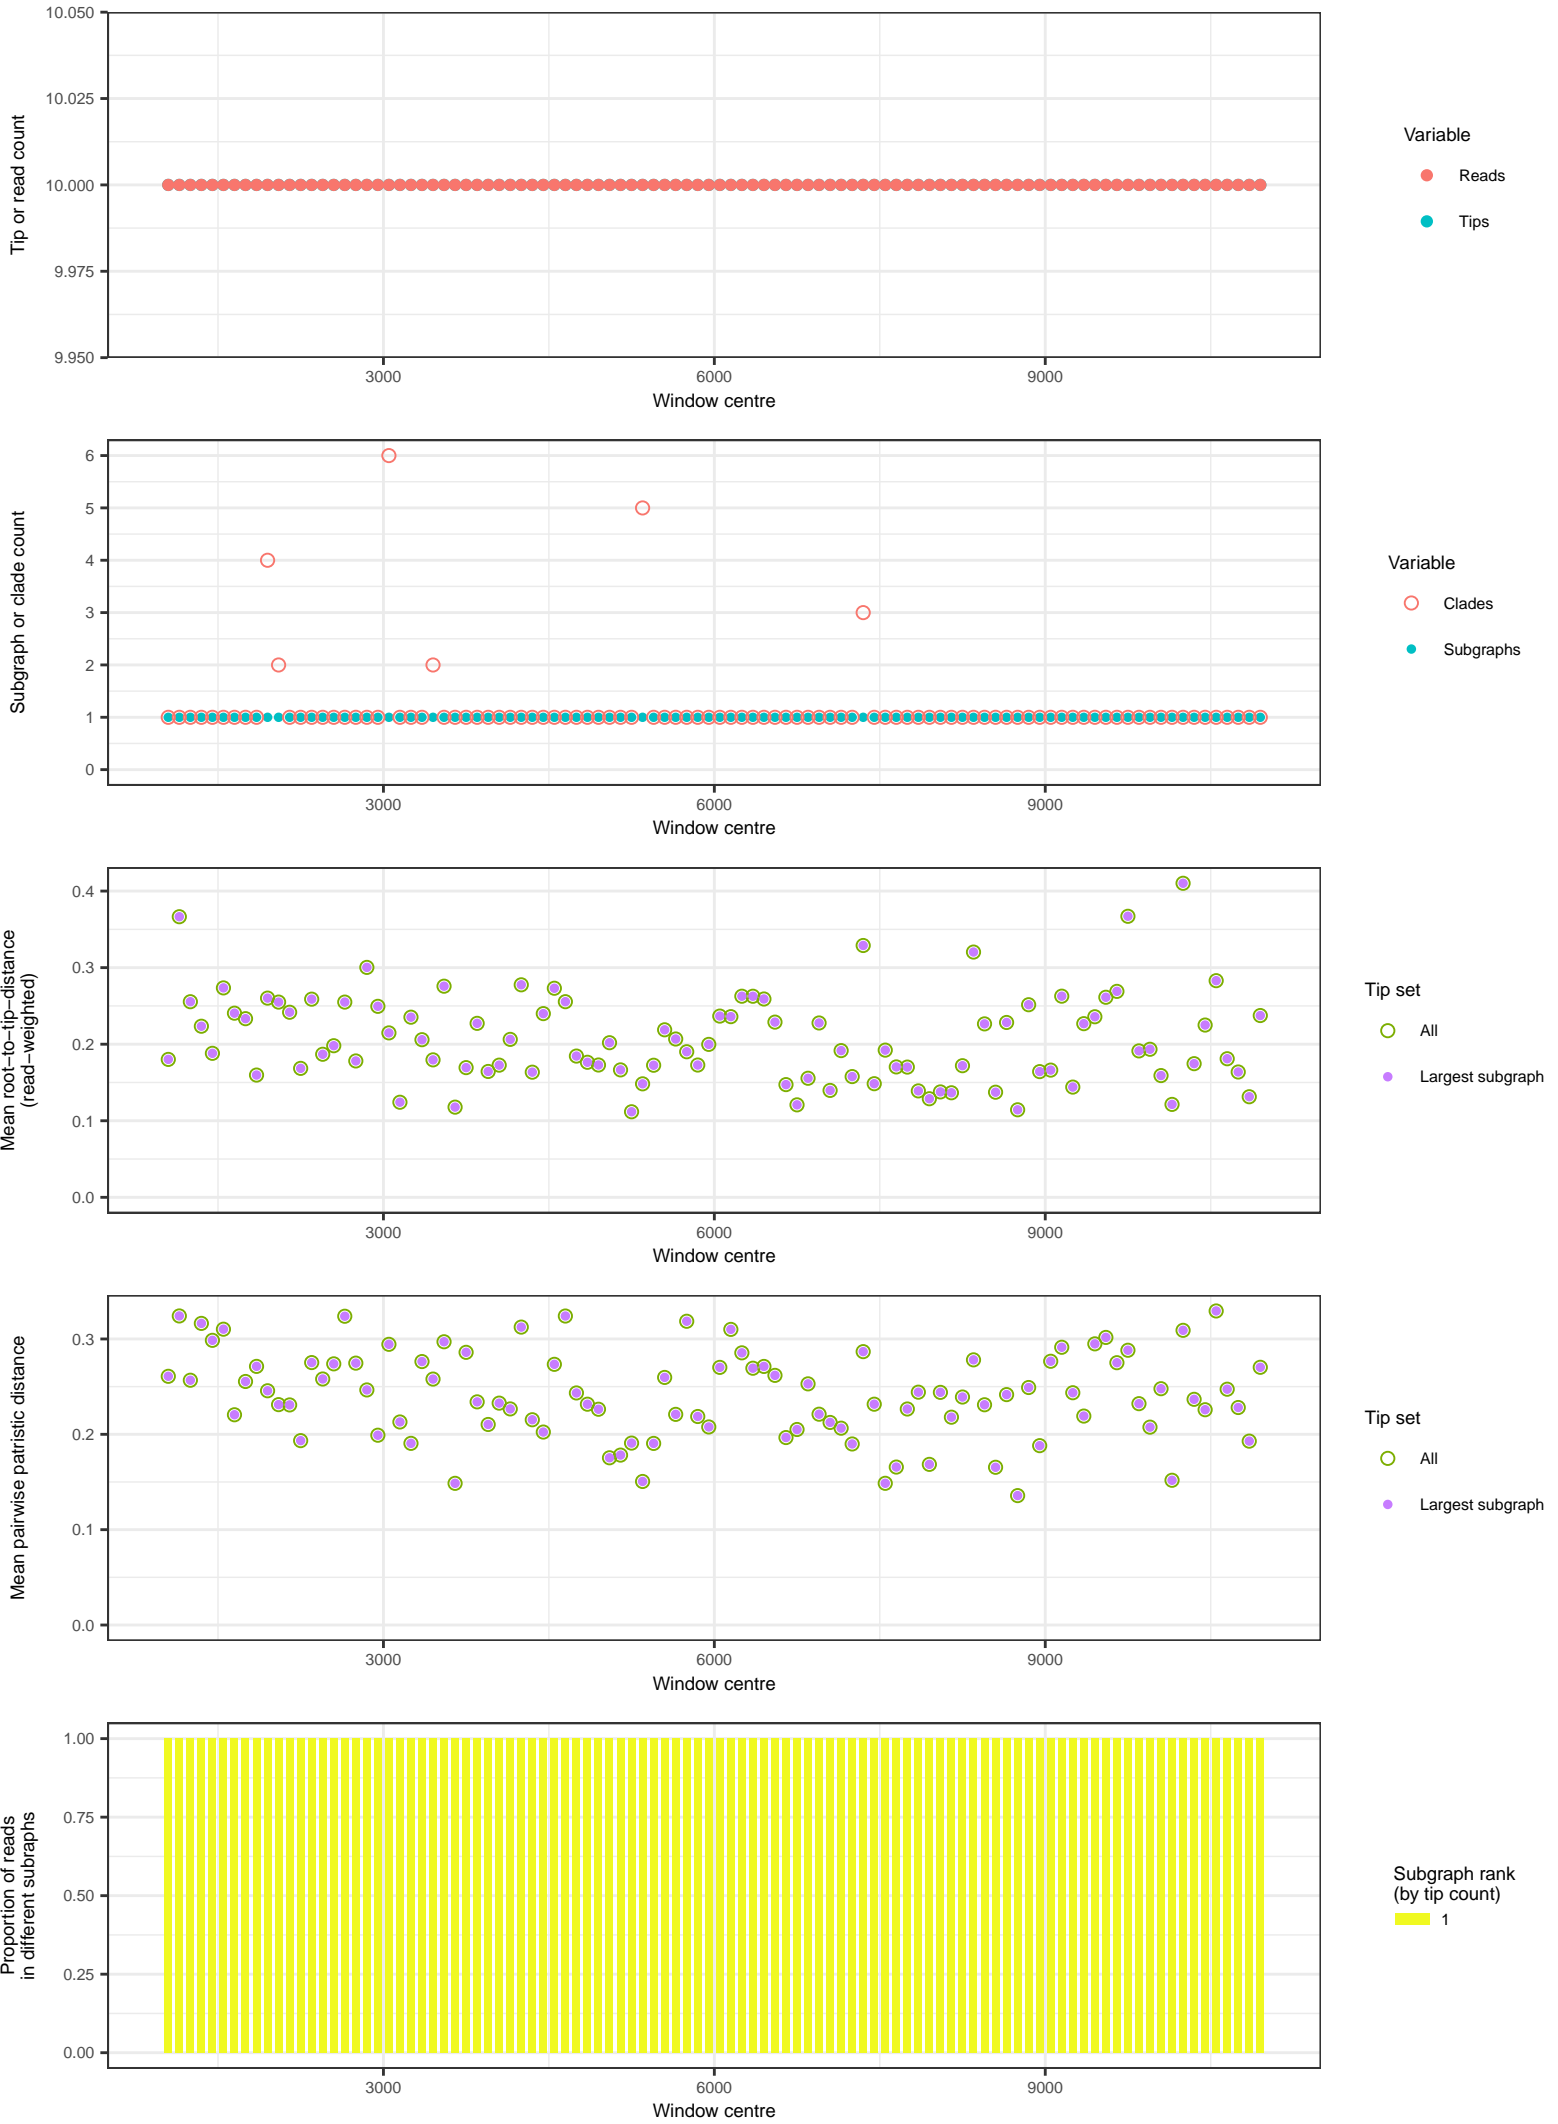 10.050
10.025
10.000
9.975
9.950
Tip or read count
3000 6000 9000
Window centre
Variable
Reads
Tips
6
5
4
3
2
1
0
Subgraph or clade count
3000 6000 9000
Window centre
Variable
Clades
Subgraphs
0.4
0.3
0.2
0.1
0.0
Mean root−to−tip−distance
(read−weighted)
3000 6000 9000
Window centre
Tip set
All
Largest subgraph
0.3
0.2
0.1
0.0
Mean pairwise patristic distance
3000 6000 9000
Window centre
Tip set
All
Largest subgraph
1.00
0.75
0.50
0.25
0.00
Proportion of reads
in different subraphs
3000 6000 9000
Window centre
Subgraph rank
(by tip count)
1